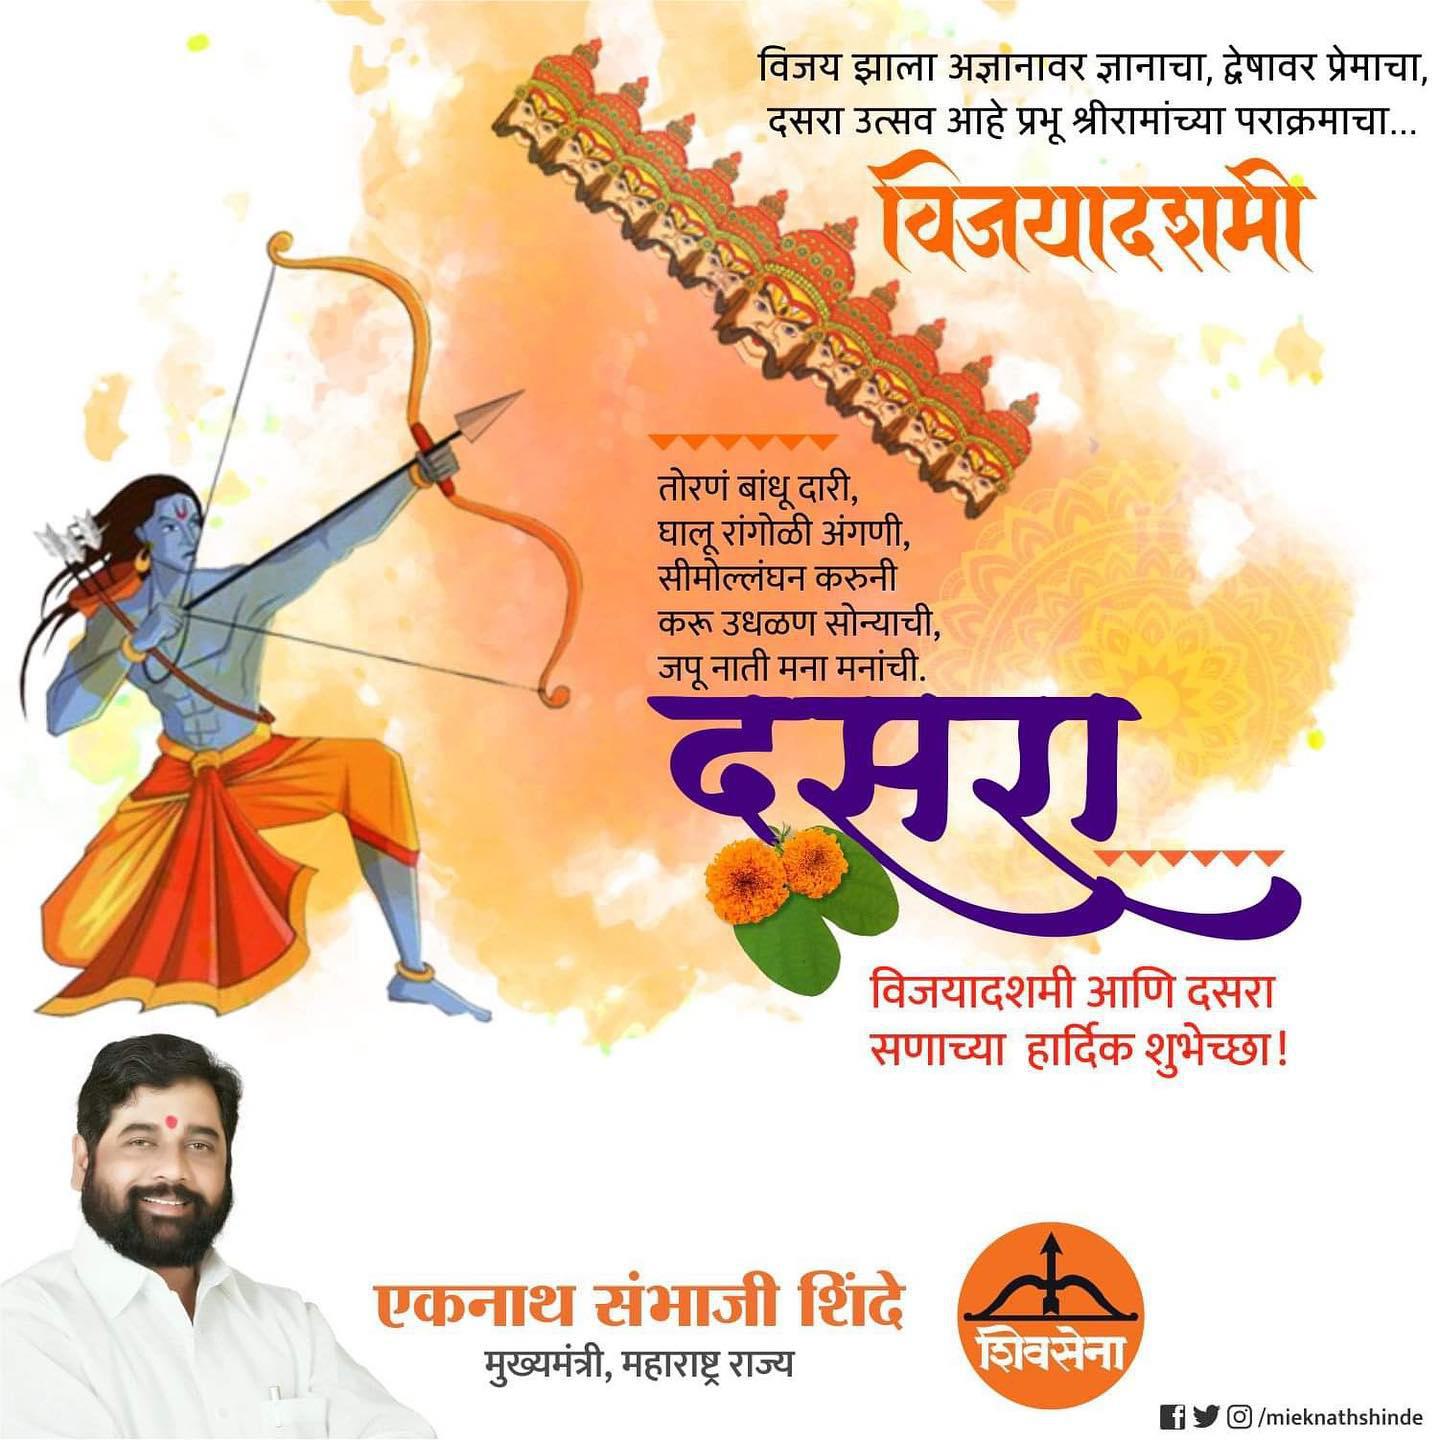 विजय झाला अज्ञानावर ज्ञानाचा, द्वेषावर प्रेमाचा,
दसरा उत्सव आहे प्रभू श्रीरामांच्या पराक्रमाचा...
विजयादशमी
तोरणं बांधू दारी,
घालू रांगोळी अंगणी,
सीमोल्लंघन करुनी
करू उधळण सोन्याची,
जपू नाती मना मनांची.
दसरा
विजयादशमी आणि दसरा
सणाच्या हार्दिक शुभेच्छा!
एकनाथ संभाजी शिंदे
मुख्यमंत्री, महाराष्ट्र राज्य
शिवसेना
/mieknathshinde